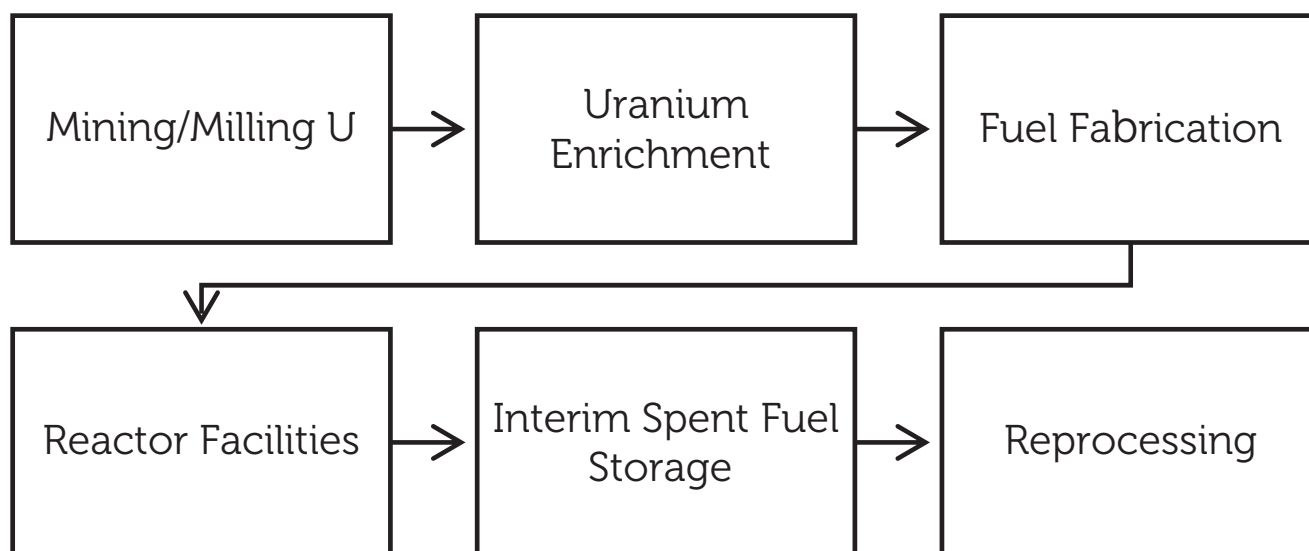 Mining/Milling U
Uranium
Enrichment
Fuel Fabrication
Reactor Facilities
Interim Spent Fuel
Storage
Reprocessing